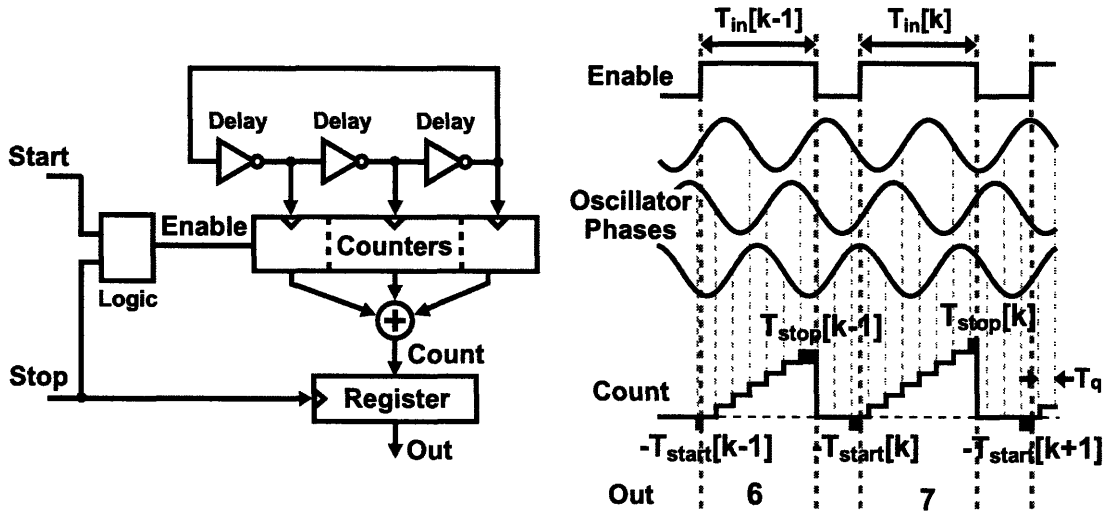 Delay Delay Delay
Start
Enable
Counters
Logic
Count
Stop
Register
Out
T_in[k-1] T_in[k]
Enable
Oscillator
Phases
T_stop[k-1] T_stop[k]
Count
T_q
-T_start[k-1] -T_start[k] -T_start[k+1]
Out 6 7